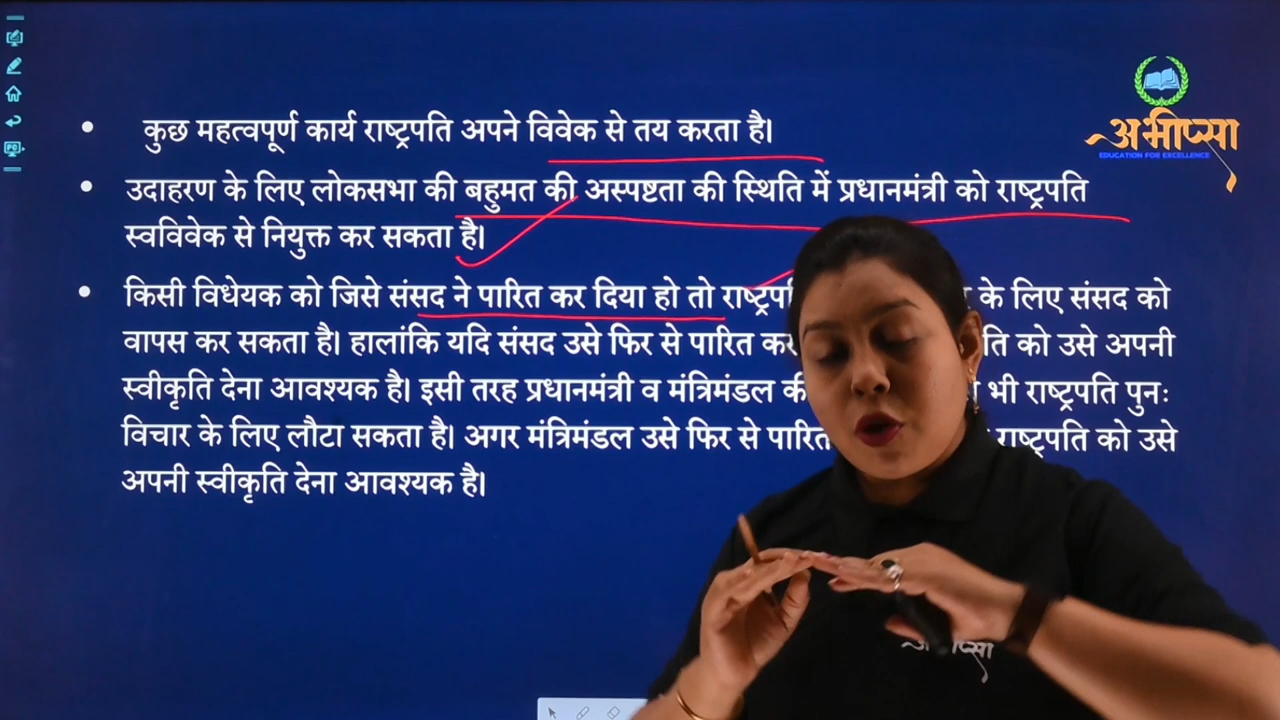 कुछ महत्वपूर्ण कार्य राष्ट्रपति अपने विवेक से तय करता है।
उदाहरण के लिए लोकसभा की बहुमत की अस्पष्टता की स्थिति में प्रधानमंत्री को राष्ट्रपति
स्वविवेक से नियुक्त कर सकता है।
किसी विधेयक को जिसे संसद ने पारित कर दिया हो तो के लिए संसद को
वापस कर सकता है। हालांकि यदि संसद उसे फिर से पारित को उसे अपनी
स्वीकृति देना आवश्यक है। इसी तरह प्रधानमंत्री व मंत्रिमंडल भी राष्ट्रपति पुनः
विचार के लिए लौटा सकता है। अगर मंत्रिमंडल उसे फिर से राष्ट्रपति को उसे
अपनी स्वीकृति देना आवश्यक है।
अभीप्सा
EDUCATION FOR EXCELLENCE
PC